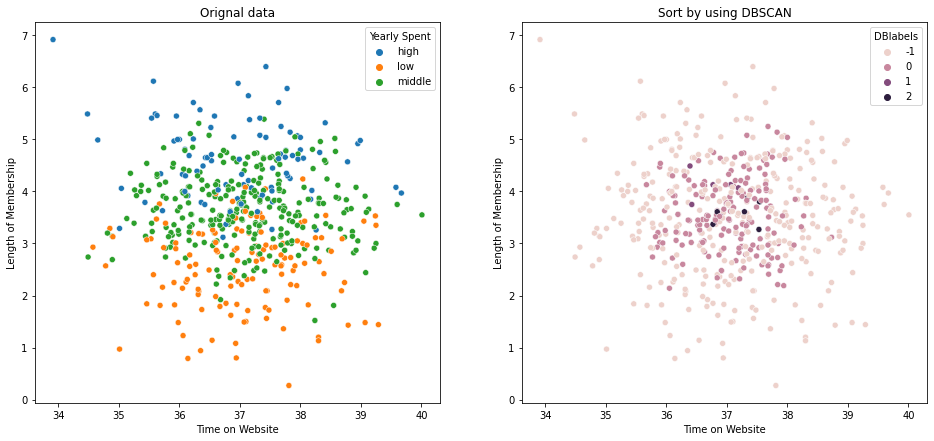 Orignal data
Yearly Spent
high
low
middle
Length of Membership
7
6
5
4
3
2
1
0
34 35 36 37 38 39 40
Time on Website
Sort by using DBSCAN
DBlabels
-1
0
1
2
Length of Membership
7
6
5
4
3
2
1
0
34 35 36 37 38 39 40
Time on Website